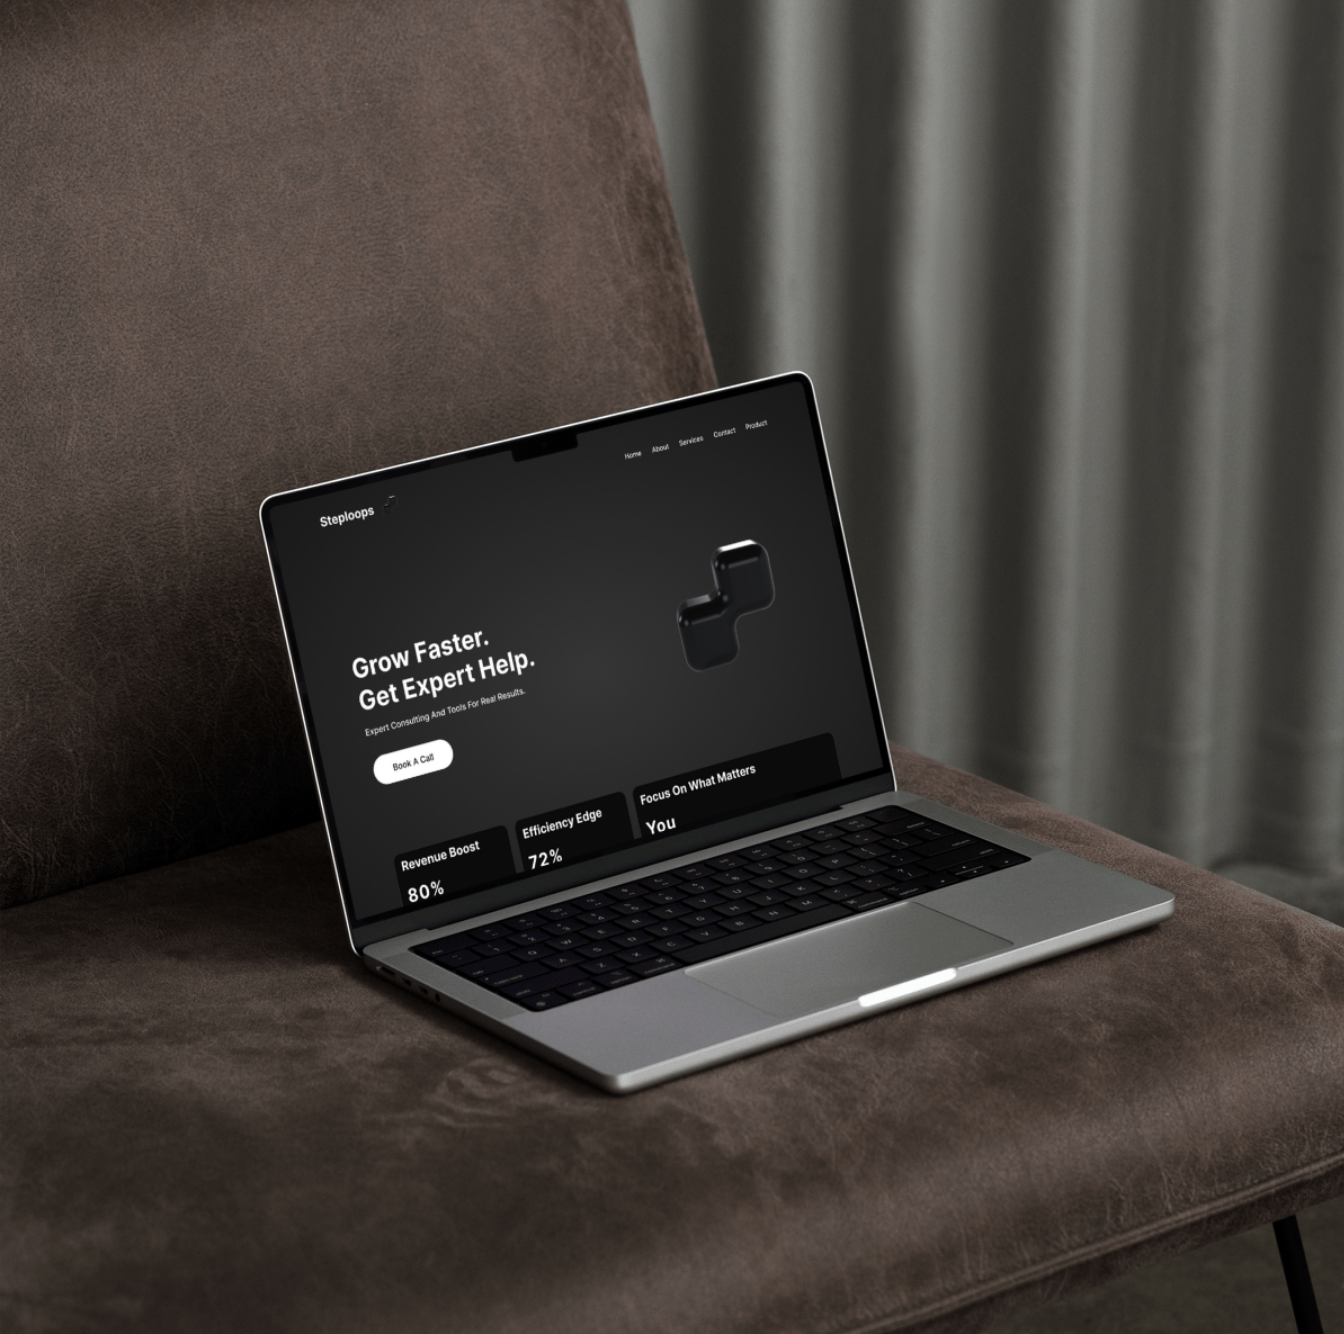 Home About Services Contact Product
Steploops
Grow Faster.
Get Expert Help.
Expert Consulting And Tools For Real Results.
Book A Call
Revenue Boost
80%
Efficiency Edge
72%
Focus On What Matters
You